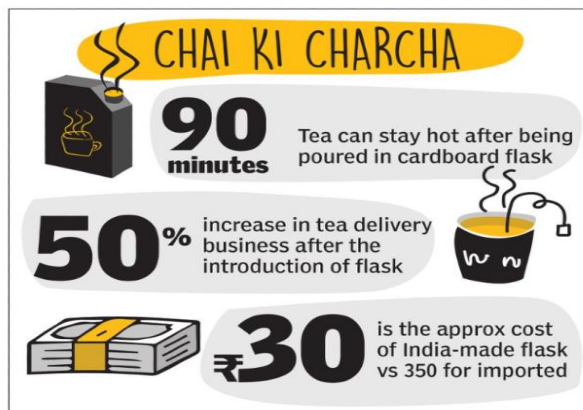 CHAI KI CHARCHA
90
minutes
Tea can stay hot after being
poured in cardboard flask
50%
increase in tea delivery
business after the
introduction of flask
₹30
is the approx cost
of India-made flask
vs 350 for imported